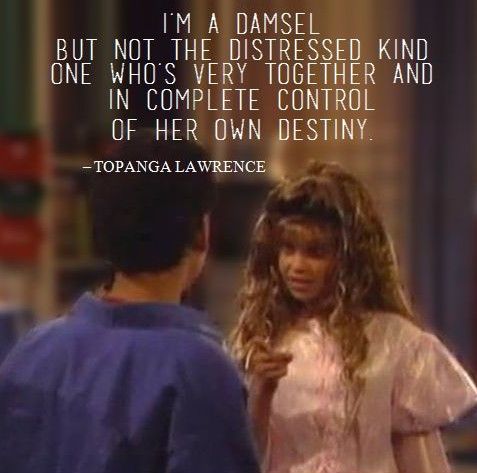 I'M A DAMSEL
BUT NOT THE DISTRESSED KIND
ONE WHO'S VERY TOGETHER AND
IN COMPLETE CONTROL
OF HER OWN DESTINY.
– TOPANGA LAWRENCE